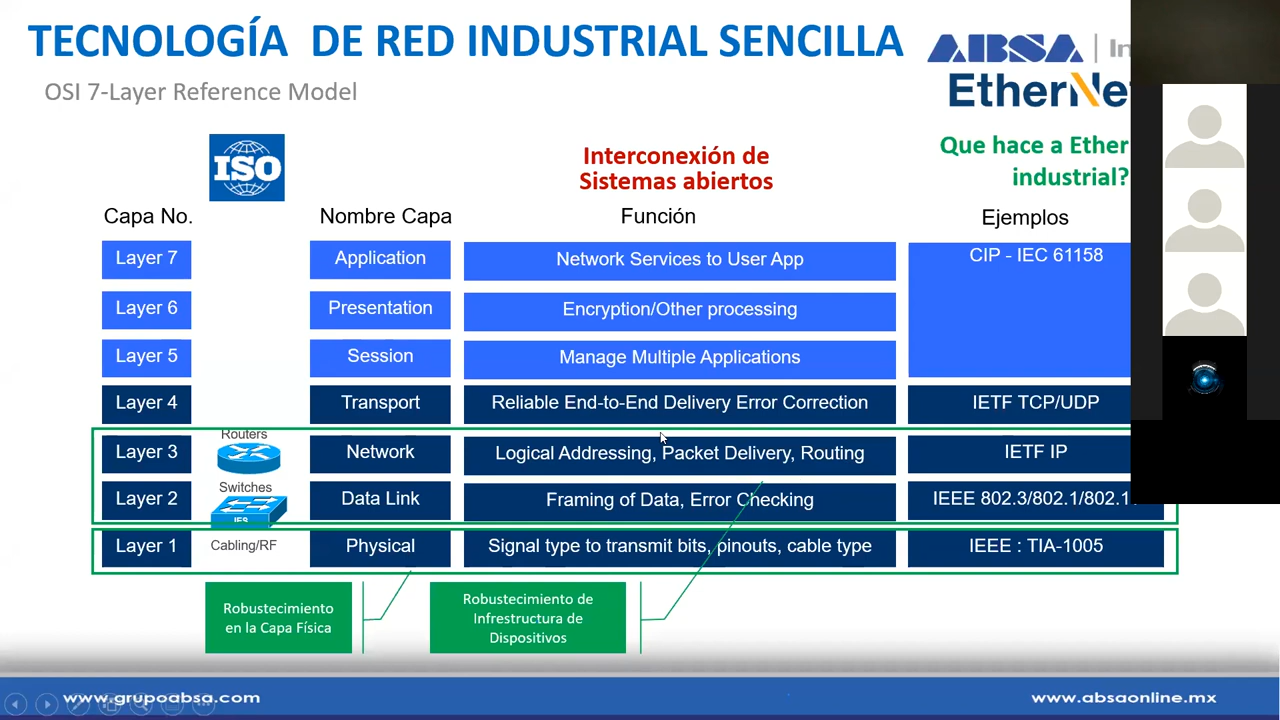 TECNOLOGÍA DE RED INDUSTRIAL SENCILLA
OSI 7-Layer Reference Model
ABSA | In
EtherNe
ISO
Interconexión de
Sistemas abiertos
Que hace a Ether
industrial?
Capa No.
Nombre Capa
Función
Ejemplos
Layer 7
Application
Network Services to User App
CIP - IEC 61158
Layer 6
Presentation
Encryption/Other processing
Layer 5
Session
Manage Multiple Applications
Layer 4
Transport
Reliable End-to-End Delivery Error Correction
IETF TCP/UDP
Routers
Layer 3
Network
Logical Addressing, Packet Delivery, Routing
IETF IP
Switches
IES
Layer 2
Data Link
Framing of Data, Error Checking
IEEE 802.3/802.1/802.1
Layer 1
Cabling/RF
Physical
Signal type to transmit bits, pinouts, cable type
IEEE : TIA-1005
Robustecimiento
en la Capa Física
Robustecimiento de
Infrestructura de
Dispositivos
www.grupoabsa.com
www.absaonline.mx